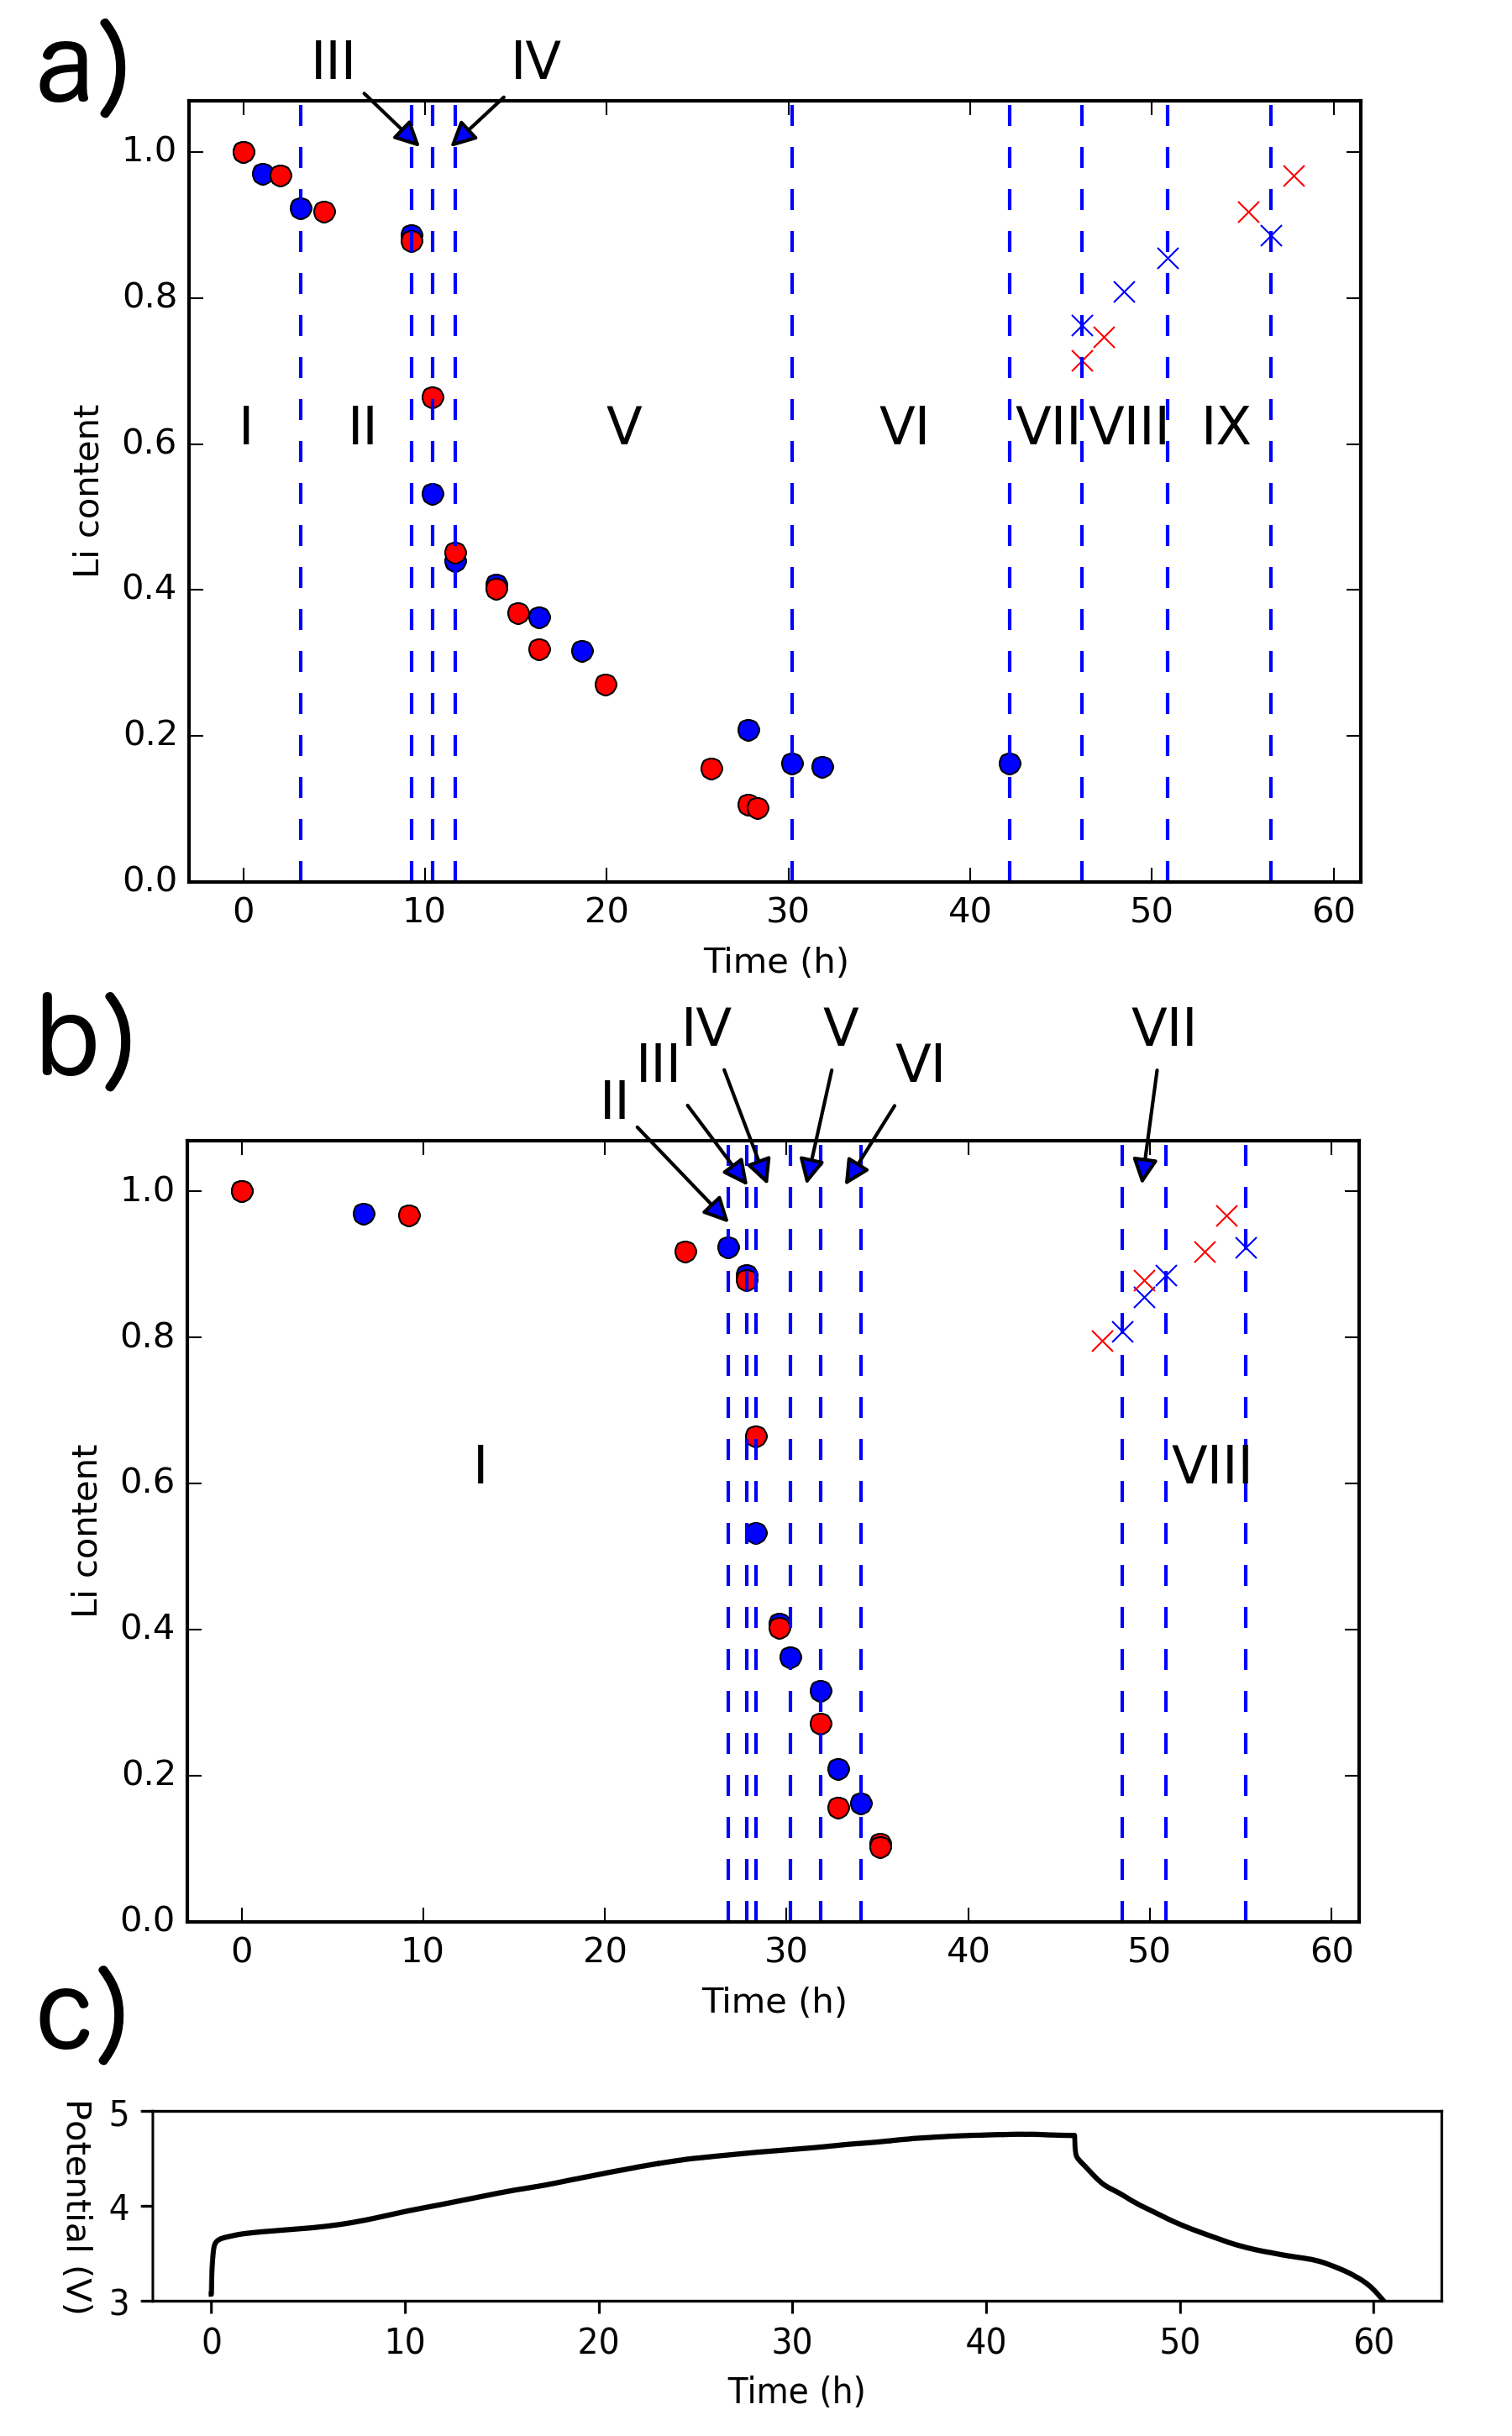 a)
III IV
1.0
0.8
0.6
0.4
0.2
0.0
Li content
I II V VI VII VIII IX
0 10 20 30 40 50 60
Time (h)
b)
II III IV V VI VII
1.0
0.8
0.6
0.4
0.2
0.0
Li content
I VIII
0 10 20 30 40 50 60
Time (h)
c)
Potential (V)
5
4
3
0 10 20 30 40 50 60
Time (h)